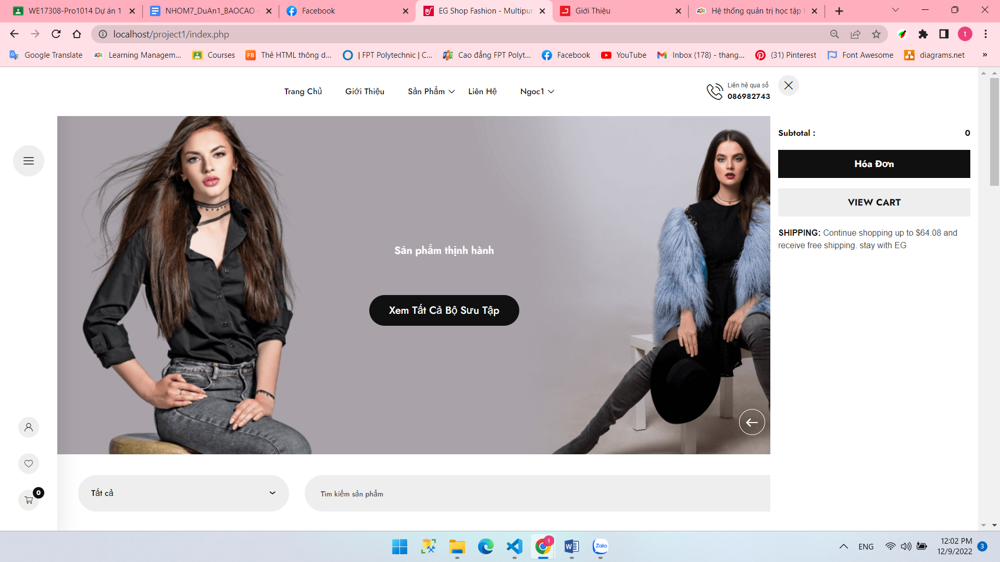 WE17308-Pro1014 Dự án 1
NHOM7_DuAn1_BAOCAO -
Facebook
EG Shop Fashion - Multipur
Giới Thiệu
Hệ thống quản trị học tập F
localhost/project1/index.php
t
Google Translate
Learning Managem...
Courses
F8
Thẻ HTML thông d...
| FPT Polytechnic | C...
Cao đẳng FPT Polyt...
Facebook
YouTube
Inbox (178) - thang...
(31) Pinterest
Font Awesome
diagrams.net
»
Trang Chủ
Giới Thiệu
Sản Phẩm
Liên Hệ
Ngoc1
Liên hệ qua số
086982743
Subtotal :
0
Hóa Đơn
VIEW CART
SHIPPING: Continue shopping up to $64.08 and
receive free shipping. stay with EG
Sản phẩm thịnh hành
Xem Tất Cả Bộ Sưu Tập
0
Tất cả
Tìm kiếm sản phẩm
t
Zalo
ENG
12:02 PM
12/9/2022
3